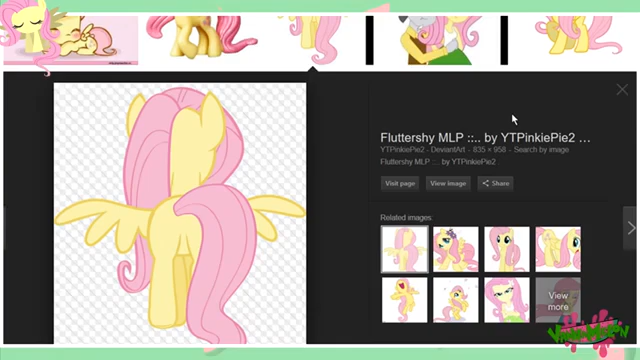 Fluttershy MLP ::.. by YTPinkiePie2 ...
YTPinkiePie2 - DeviantArt - 835 × 958 - Search by image
Fluttershy MLP ::.. by YTPinkiePie2
Visit page
View image
Share
Related images:
View
more